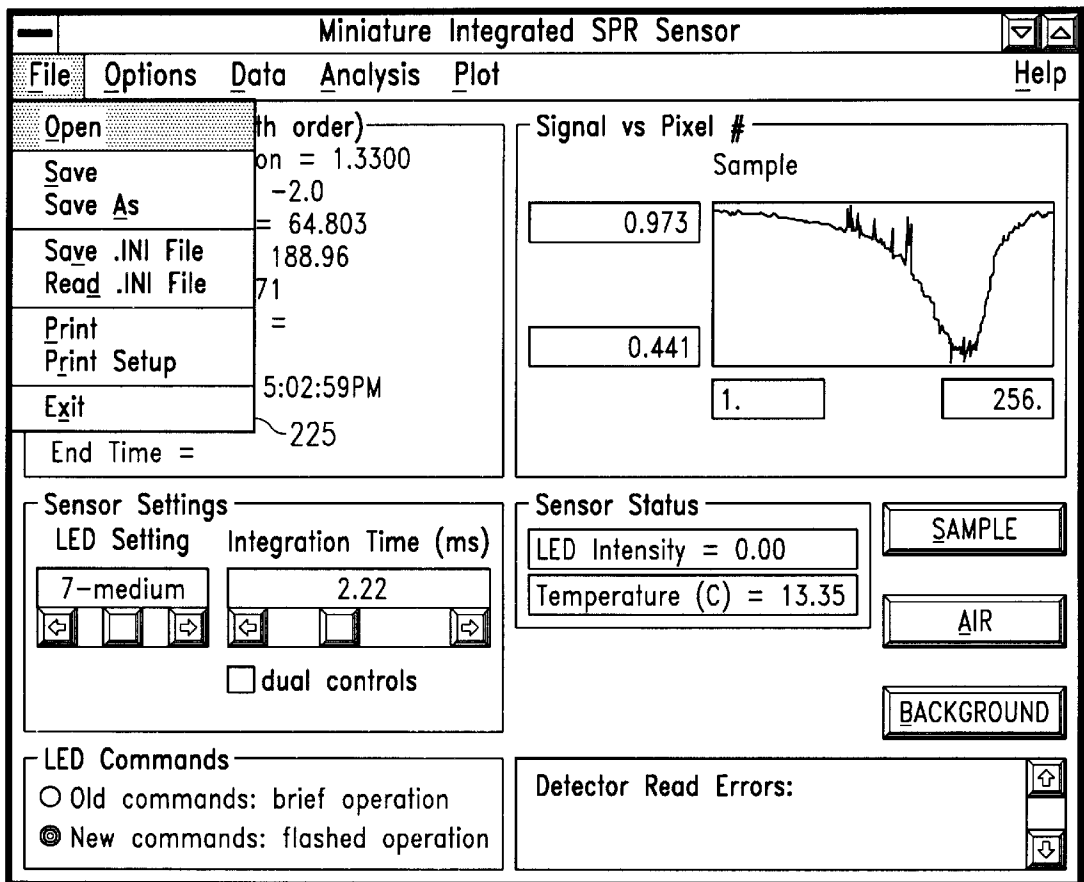 Miniature Integrated SPR Sensor
File Options Data Analysis Plot Help
Open
Save
Save As
Save .INI File
Read .INI File
Print
Print Setup
Exit
th order)
on = 1.3300
-2.0
= 64.803
188.96
71
=
5:02:59PM
225
End Time =
Signal vs Pixel #
Sample
0.973
0.441
1. 256.
Sensor Settings
LED Setting Integration Time (ms)
7-medium 2.22
dual controls
Sensor Status
LED Intensity = 0.00
Temperature (C) = 13.35
SAMPLE
AIR
BACKGROUND
LED Commands
Old commands: brief operation
New commands: flashed operation
Detector Read Errors: